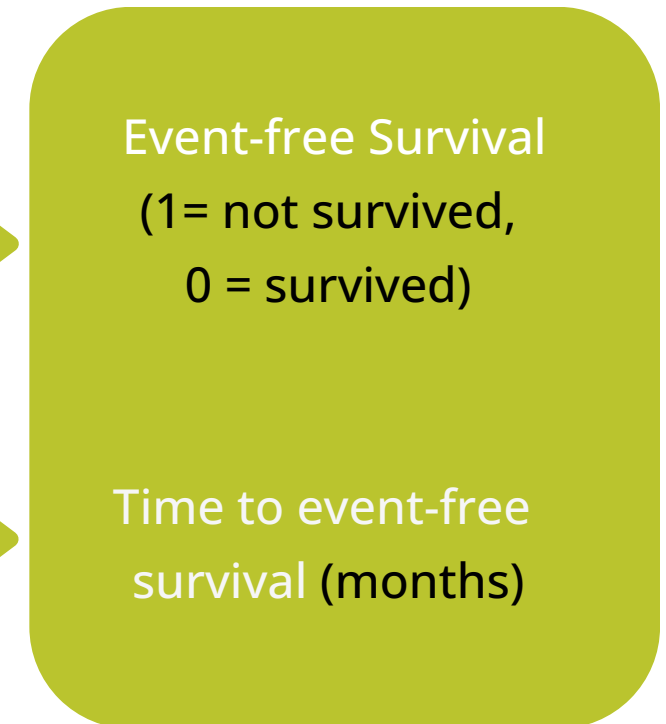 Event-free Survival
(1= not survived,
0 = survived)
Time to event-free
survival (months)